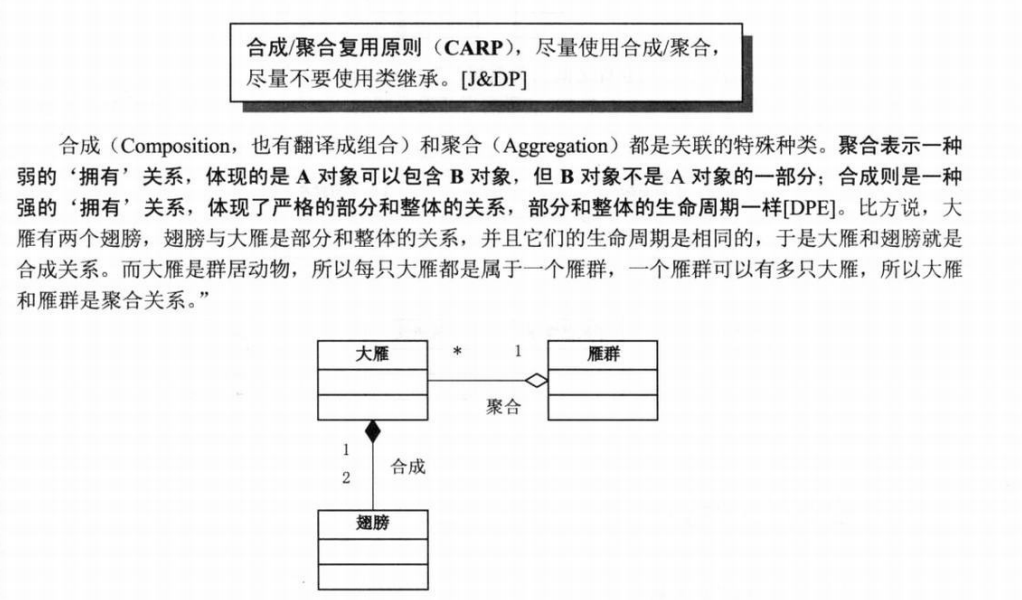 合成/聚合复用原则（CARP），尽量使用合成/聚合，
尽量不要使用类继承。[J&DP]
合成（Composition，也有翻译成组合）和聚合（Aggregation）都是关联的特殊种类。聚合表示一种
弱的‘拥有’关系，体现的是 A 对象可以包含 B 对象，但 B 对象不是 A 对象的一部分；合成则是一种
强的‘拥有’关系，体现了严格的部分和整体的关系，部分和整体的生命周期一样[DPE]。比方说，大
雁有两个翅膀，翅膀与大雁是部分和整体的关系，并且它们的生命周期是相同的，于是大雁和翅膀就是
合成关系。而大雁是群居动物，所以每只大雁都是属于一个雁群，一个雁群可以有多只大雁，所以大雁
和雁群是聚合关系。”
大雁 * 1 雁群
聚合
1
合成
2
翅膀